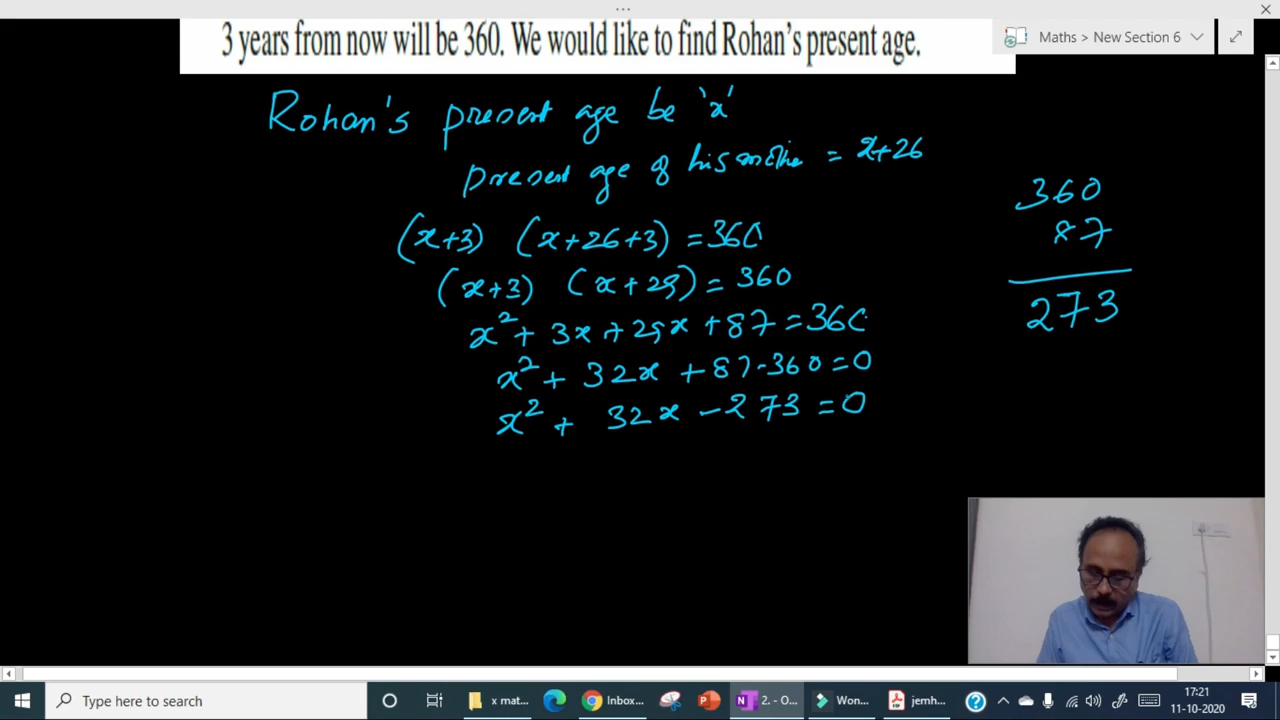 ...
3 years from now will be 360. We would like to find Rohan's present age.
Maths > New Section 6
Rohan's present age be 'x'
present age of his mother = x+26
(x+3) (x+26+3) = 360
(x+3) (x+29) = 360
x² + 3x + 29x + 87 = 360
x² + 32x + 87-360 = 0
x² + 32x - 273 = 0
360
87
273
Type here to search
x mat...
Inbox...
2. - O...
Won...
jemh...
17:21
11-10-2020